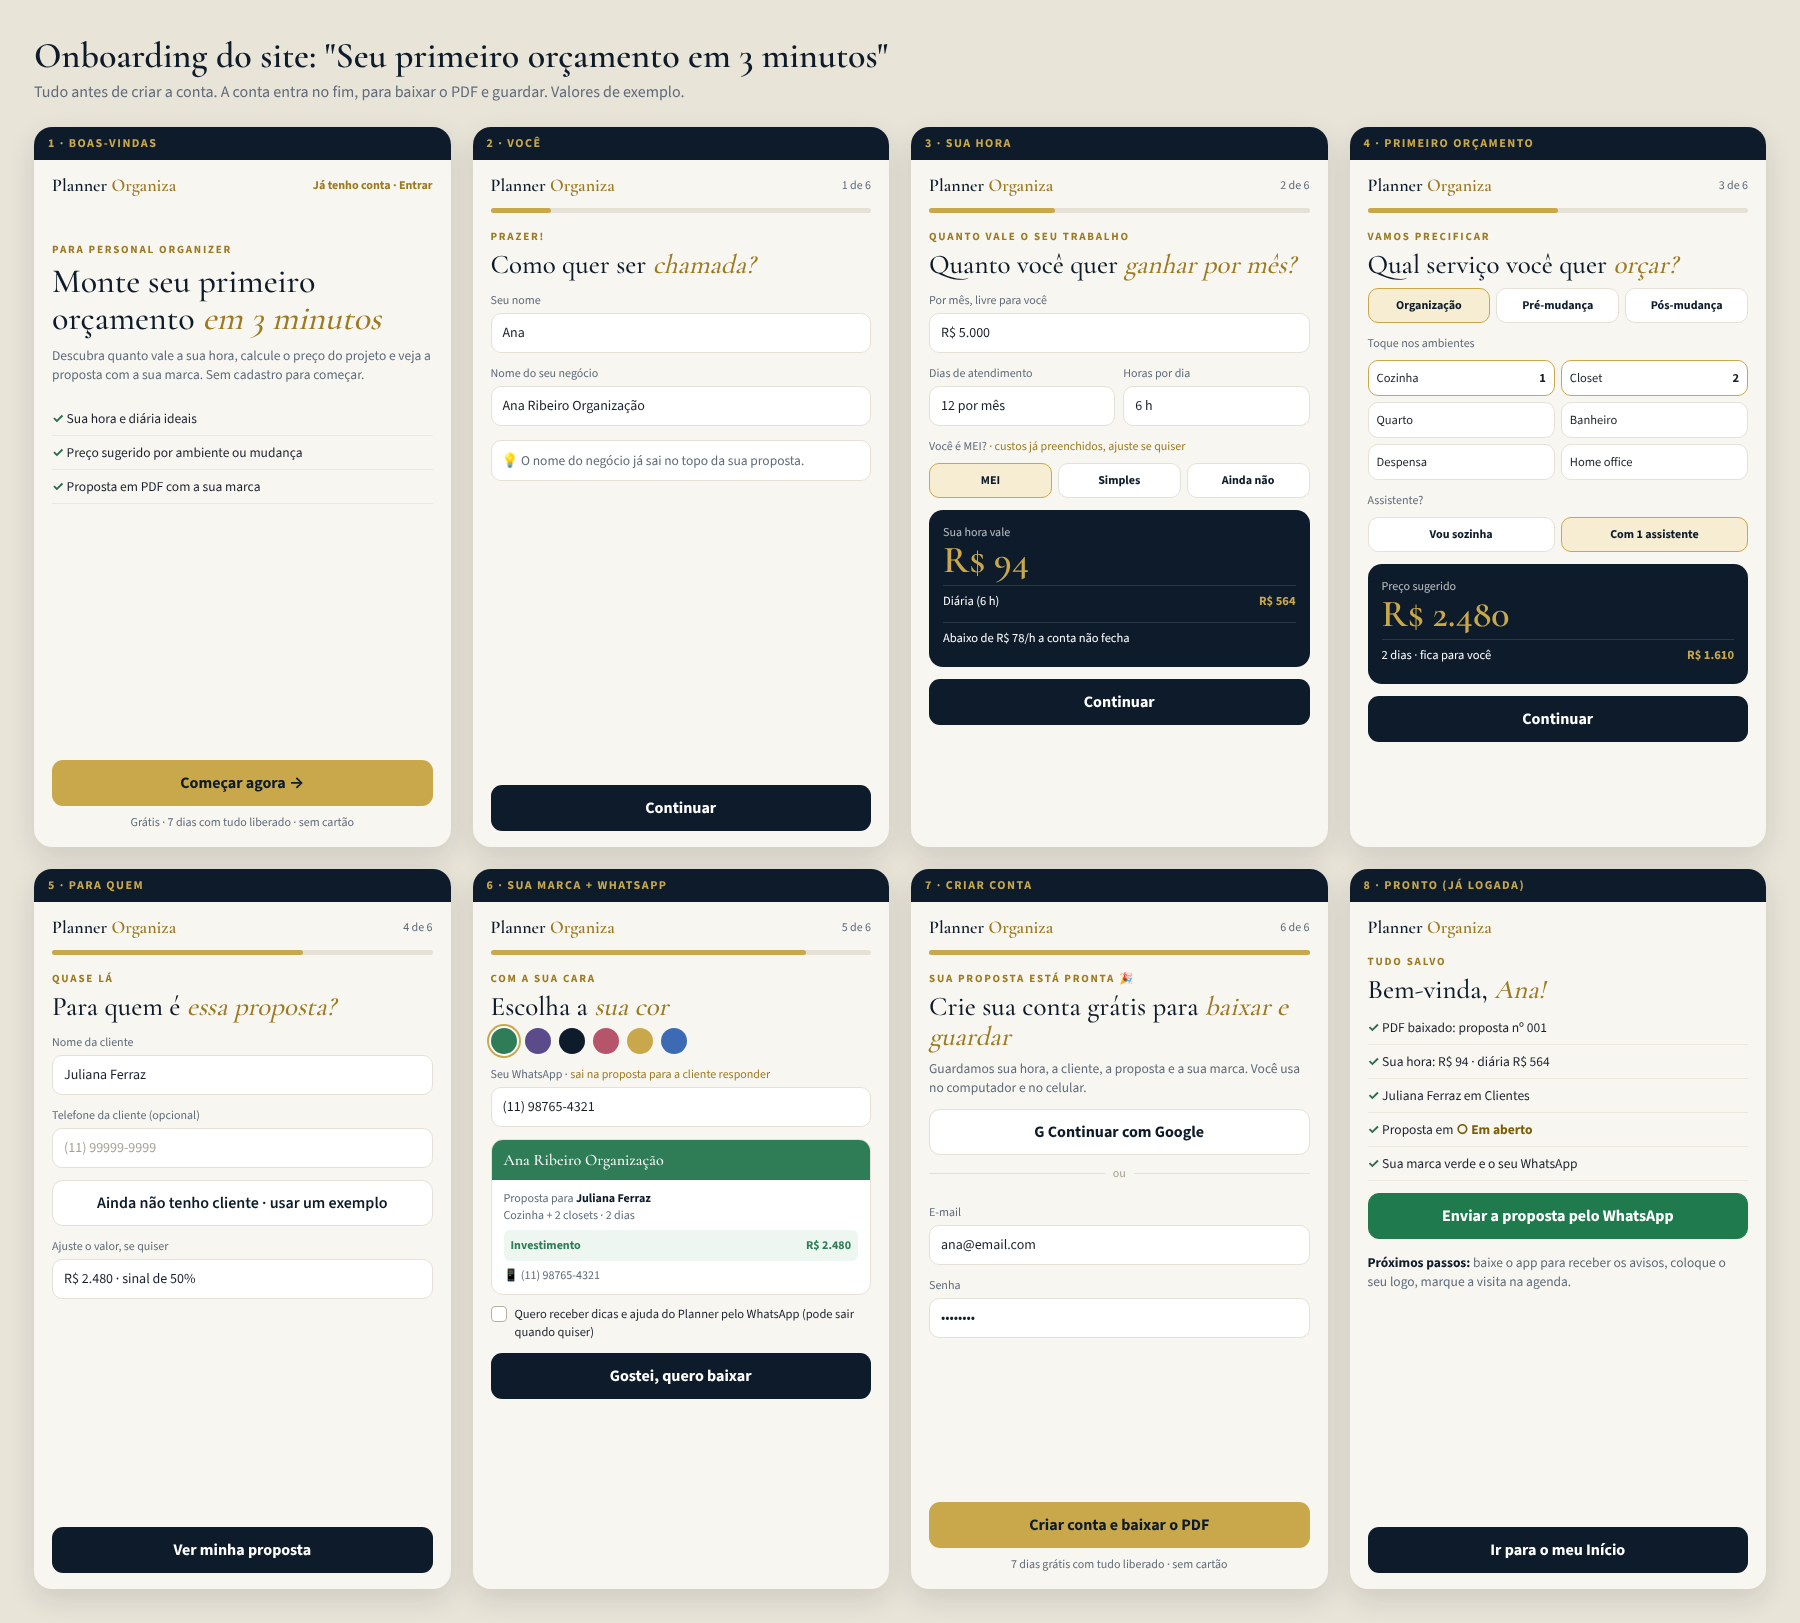 Onboarding do site: "Seu primeiro orçamento em 3 minutos"
Tudo antes de criar a conta. A conta entra no fim, para baixar o PDF e guardar. Valores de exemplo.
1 · BOAS-VINDAS
Planner Organiza
Já tenho conta · Entrar
PARA PERSONAL ORGANIZER
Monte seu primeiro
orçamento em 3 minutos
Descubra quanto vale a sua hora, calcule o preço do projeto e veja a
proposta com a sua marca. Sem cadastro para começar.
✓ Sua hora e diária ideais
✓ Preço sugerido por ambiente ou mudança
✓ Proposta em PDF com a sua marca
Começar agora →
Grátis · 7 dias com tudo liberado · sem cartão
2 · VOCÊ
Planner Organiza
1 de 6
PRAZER!
Como quer ser chamada?
Seu nome
Ana
Nome do seu negócio
Ana Ribeiro Organização
💡 O nome do negócio já sai no topo da sua proposta.
Continuar
3 · SUA HORA
Planner Organiza
2 de 6
QUANTO VALE O SEU TRABALHO
Quanto você quer ganhar por mês?
Por mês, livre para você
R$ 5.000
Dias de atendimento
Horas por dia
12 por mês
6 h
Você é MEI? · custos já preenchidos, ajuste se quiser
MEI
Simples
Ainda não
Sua hora vale
R$ 94
Diária (6 h)
R$ 564
Abaixo de R$ 78/h a conta não fecha
Continuar
4 · PRIMEIRO ORÇAMENTO
Planner Organiza
3 de 6
VAMOS PRECIFICAR
Qual serviço você quer orçar?
Organização
Pré-mudança
Pós-mudança
Toque nos ambientes
Cozinha 1
Closet 2
Quarto
Banheiro
Despensa
Home office
Assistente?
Vou sozinha
Com 1 assistente
Preço sugerido
R$ 2.480
2 dias · fica para você
R$ 1.610
Continuar
5 · PARA QUEM
Planner Organiza
4 de 6
QUASE LÁ
Para quem é essa proposta?
Nome da cliente
Juliana Ferraz
Telefone da cliente (opcional)
(11) 99999-9999
Ainda não tenho cliente · usar um exemplo
Ajuste o valor, se quiser
R$ 2.480 · sinal de 50%
Ver minha proposta
6 · SUA MARCA + WHATSAPP
Planner Organiza
5 de 6
COM A SUA CARA
Escolha a sua cor
Seu WhatsApp · sai na proposta para a cliente responder
(11) 98765-4321
Ana Ribeiro Organização
Proposta para Juliana Ferraz
Cozinha + 2 closets · 2 dias
Investimento
R$ 2.480
📱 (11) 98765-4321
Quero receber dicas e ajuda do Planner pelo WhatsApp (pode sair
quando quiser)
Gostei, quero baixar
7 · CRIAR CONTA
Planner Organiza
6 de 6
SUA PROPOSTA ESTÁ PRONTA 🎉
Crie sua conta grátis para baixar e
guardar
Guardamos sua hora, a cliente, a proposta e a sua marca. Você usa
no computador e no celular.
G Continuar com Google
ou
E-mail
ana@email.com
Senha
••••••••
Criar conta e baixar o PDF
7 dias grátis com tudo liberado · sem cartão
8 · PRONTO (JÁ LOGADA)
Planner Organiza
TUDO SALVO
Bem-vinda, Ana!
✓ PDF baixado: proposta nº 001
✓ Sua hora: R$ 94 · diária R$ 564
✓ Juliana Ferraz em Clientes
✓ Proposta em Em aberto
✓ Sua marca verde e o seu WhatsApp
Enviar a proposta pelo WhatsApp
Próximos passos: baixe o app para receber os avisos, coloque o
seu logo, marque a visita na agenda.
Ir para o meu Início